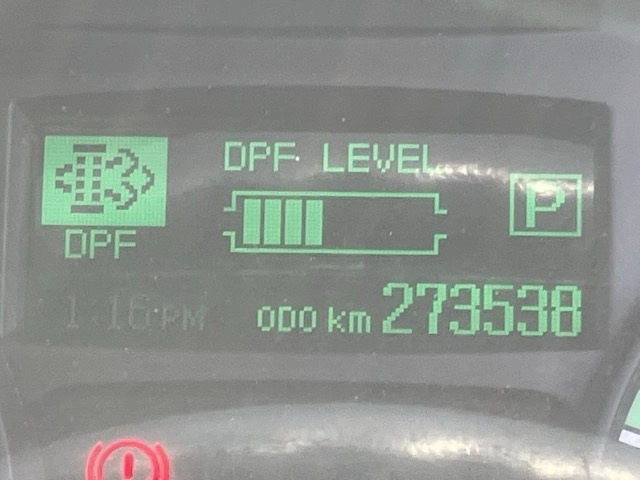 DPF LEVEL
P
DPF
1:16 PM
ODO km 273538